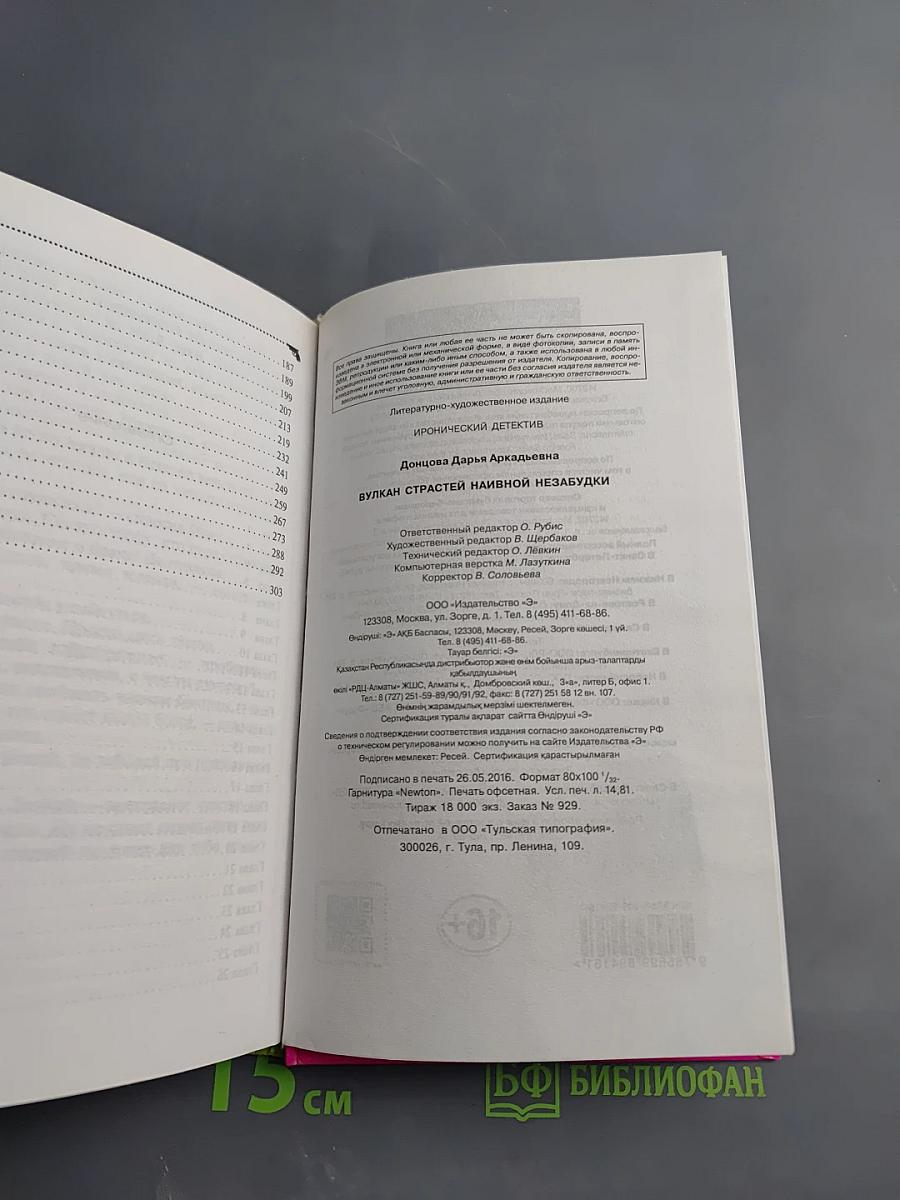 187
189
199
207
213
219
232
241
249
259
267
273
288
292
303
Все права защищены. Книга или любая ее часть не может быть скопирована, воспро-
изведена в электронной или механической форме, в виде фотокопии, записи в память
ЭВМ, репродукции или каким-либо иным способом, а также использована в любой ин-
формационной системе без получения разрешения от издателя. Копирование, воспро-
изведение и иное использование книги или ее части без согласия издателя является не-
законным и влечет уголовную, административную и гражданскую ответственность.
Литературно-художественное издание
ИРОНИЧЕСКИЙ ДЕТЕКТИВ
Донцова Дарья Аркадьевна
ВУЛКАН СТРАСТЕЙ НАИВНОЙ НЕЗАБУДКИ
Ответственный редактор О. Рубис
Художественный редактор В. Щербаков
Технический редактор О. Лёвкин
Компьютерная верстка М. Лазуткина
Корректор В. Соловьева
ООО «Издательство «Э»
123308, Москва, ул. Зорге, д. 1. Тел. 8 (495) 411-68-86.
Өндіруші: «Э» АҚБ Баспасы, 123308, Мәскеу, Ресей, Зорге көшесі, 1 үй.
Тел. 8 (495) 411-68-86.
Тауар белгісі: «Э»
Қазақстан Республикасында дистрибьютор және өнім бойынша арыз-талаптарды
қабылдаушының
өкілі «РДЦ-Алматы» ЖШС, Алматы қ., Домбровский көш., 3«а», литер Б, офис 1.
Тел.: 8 (727) 251-59-89/90/91/92, факс: 8 (727) 251 58 12 вн. 107.
Өнімнің жарамдылық мерзімі шектелмеген.
Сертификация туралы ақпарат сайтта Өндіруші «Э»
Сведения о подтверждении соответствия издания согласно законодательству РФ
о техническом регулировании можно получить на сайте Издательства «Э»
Өндірген мемлекет: Ресей. Сертификация қарастырылмаған
Подписано в печать 26.05.2016. Формат 80x100 1/32.
Гарнитура «Newton». Печать офсетная. Усл. печ. л. 14,81.
Тираж 18 000 экз. Заказ № 929.
Отпечатано в ООО «Тульская типография».
300026, г. Тула, пр. Ленина, 109.
15 см
БФ БИБЛИОФАН